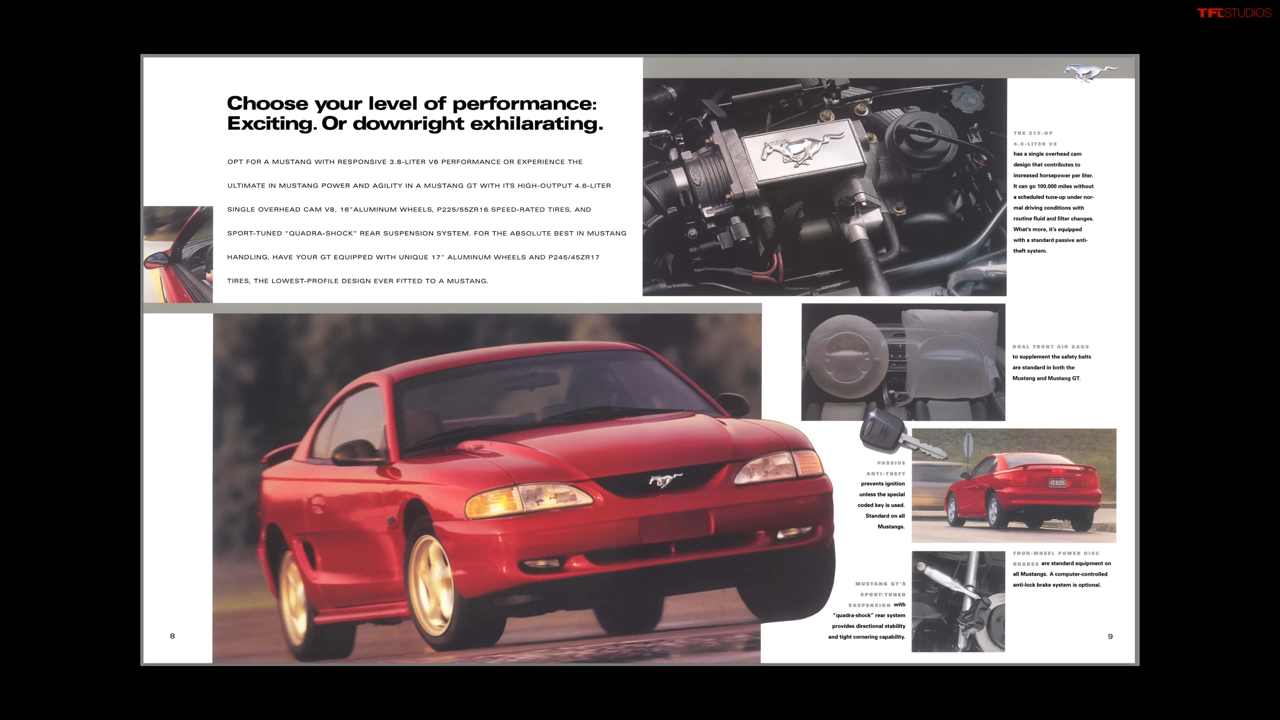 TFLSTUDIOS
Choose your level of performance:
Exciting. Or downright exhilarating.
OPT FOR A MUSTANG WITH RESPONSIVE 3.8-LITER V6 PERFORMANCE OR EXPERIENCE THE
ULTIMATE IN MUSTANG POWER AND AGILITY IN A MUSTANG GT WITH ITS HIGH-OUTPUT 4.6-LITER
SINGLE OVERHEAD CAM V8, 16" ALUMINUM WHEELS, P225/55ZR16 SPEED-RATED TIRES, AND
SPORT-TUNED "QUADRA-SHOCK" REAR SUSPENSION SYSTEM. FOR THE ABSOLUTE BEST IN MUSTANG
HANDLING, HAVE YOUR GT EQUIPPED WITH UNIQUE 17" ALUMINUM WHEELS AND P245/45ZR17
TIRES, THE LOWEST-PROFILE DESIGN EVER FITTED TO A MUSTANG.
8
THE 215-HP
4.6-LITER V8
has a single overhead cam
design that contributes to
increased horsepower per liter.
It can go 100,000 miles without
a scheduled tune-up under nor-
mal driving conditions with
routine fluid and filter changes.
What's more, it's equipped
with a standard passive anti-
theft system.
DUAL FRONT AIR BAGS
to supplement the safety belts
are standard in both the
Mustang and Mustang GT.
PASSIVE
ANTI-THEFT
prevents ignition
unless the special
coded key is used.
Standard on all
Mustangs.
FOUR-WHEEL POWER DISC
BRAKES are standard equipment on
all Mustangs. A computer-controlled
anti-lock brake system is optional.
MUSTANG GT'S
SPORT-TUNED
SUSPENSION with
"quadra-shock" rear system
provides directional stability
and tight cornering capability.
9